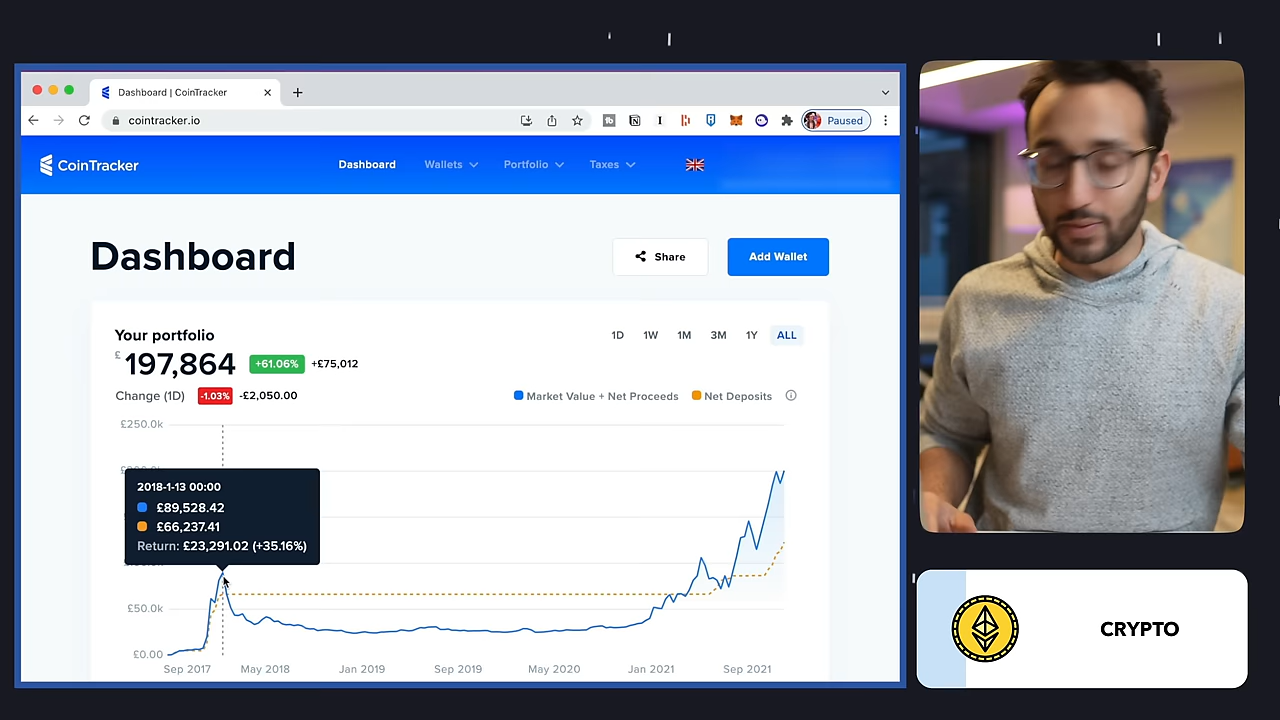 Dashboard | CoinTracker
cointracker.io
Paused
CoinTracker
Dashboard
Wallets
Portfolio
Taxes
Dashboard
Share
Add Wallet
Your portfolio
1D 1W 1M 3M 1Y ALL
£197,864 +61.06% +£75,012
Change (1D) -1.03% -£2,050.00
Market Value + Net Proceeds
Net Deposits
£250.0k
2018-1-13 00:00
£89,528.42
£66,237.41
Return: £23,291.02 (+35.16%)
£50.0k
£0.00
Sep 2017 May 2018 Jan 2019 Sep 2019 May 2020 Jan 2021 Sep 2021
CRYPTO